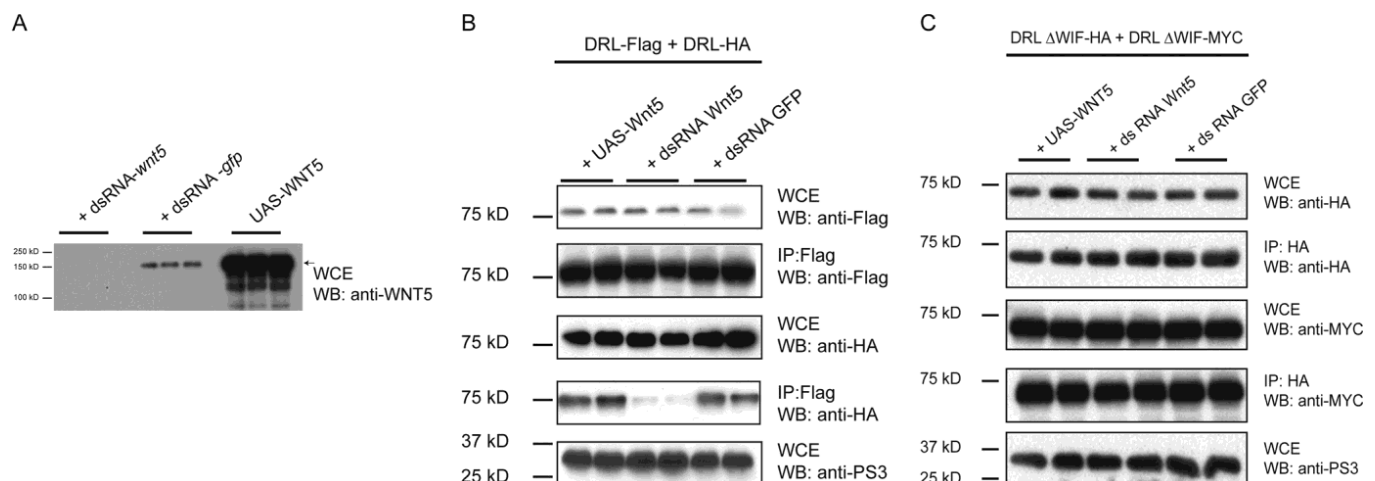 A
+ dsRNA-wnt5
+ dsRNA -gfp
UAS-WNT5
250 kD
150 kD
100 kD
WCE
WB: anti-WNT5
B
DRL-Flag + DRL-HA
+ UAS-Wnt5
+ dsRNA Wnt5
+ dsRNA GFP
75 kD
WCE
WB: anti-Flag
75 kD
IP:Flag
WB: anti-Flag
75 kD
WCE
WB: anti-HA
75 kD
IP:Flag
WB: anti-HA
37 kD
25 kD
WCE
WB: anti-PS3
C
DRL ΔWIF-HA + DRL ΔWIF-MYC
+ UAS-WNT5
+ ds RNA Wnt5
+ ds RNA GFP
75 kD
WCE
WB: anti-HA
75 kD
IP: HA
WB: anti-HA
75 kD
WCE
WB: anti-MYC
75 kD
IP: HA
WB: anti-MYC
37 kD
25 kD
WCE
WB: anti-PS3